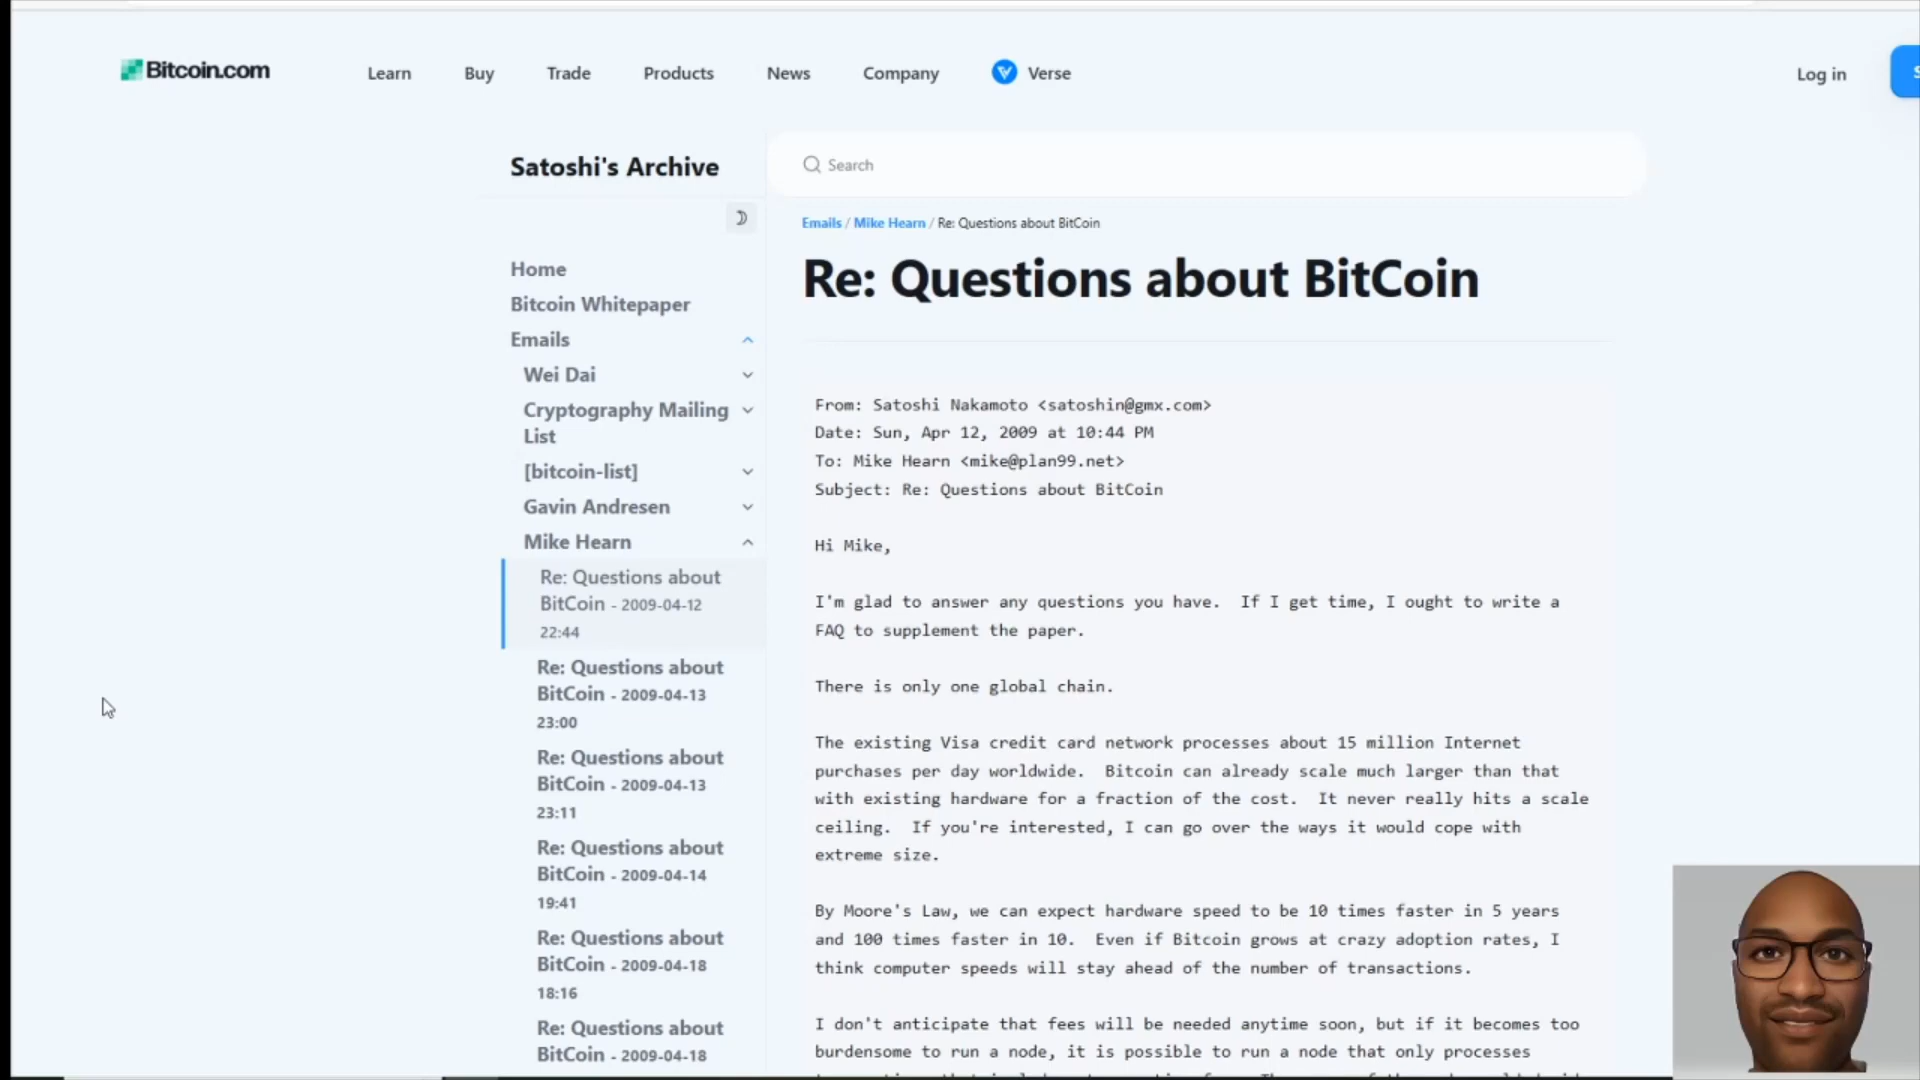 Bitcoin.com
Learn
Buy
Trade
Products
News
Company
Verse
Log in
Satoshi's Archive
Search
Home
Bitcoin Whitepaper
Emails
Wei Dai
Cryptography Mailing
List
[bitcoin-list]
Gavin Andresen
Mike Hearn
Re: Questions about
BitCoin - 2009-04-12
22:44
Re: Questions about
BitCoin - 2009-04-13
23:00
Re: Questions about
BitCoin - 2009-04-13
23:11
Re: Questions about
BitCoin - 2009-04-14
19:41
Re: Questions about
BitCoin - 2009-04-18
18:16
Re: Questions about
BitCoin - 2009-04-18
Emails / Mike Hearn / Re: Questions about BitCoin
Re: Questions about BitCoin
From: Satoshi Nakamoto <satoshin@gmx.com>
Date: Sun, Apr 12, 2009 at 10:44 PM
To: Mike Hearn <mike@plan99.net>
Subject: Re: Questions about BitCoin
Hi Mike,
I'm glad to answer any questions you have.  If I get time, I ought to write a
FAQ to supplement the paper.
There is only one global chain.
The existing Visa credit card network processes about 15 million Internet
purchases per day worldwide.  Bitcoin can already scale much larger than that
with existing hardware for a fraction of the cost.  It never really hits a scale
ceiling.  If you're interested, I can go over the ways it would cope with
extreme size.
By Moore's Law, we can expect hardware speed to be 10 times faster in 5 years
and 100 times faster in 10.  Even if Bitcoin grows at crazy adoption rates, I
think computer speeds will stay ahead of the number of transactions.
I don't anticipate that fees will be needed anytime soon, but if it becomes too
burdensome to run a node, it is possible to run a node that only processes